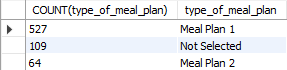 COUNT(type_of_meal_plan) type_of_meal_plan
527 Meal Plan 1
109 Not Selected
64 Meal Plan 2